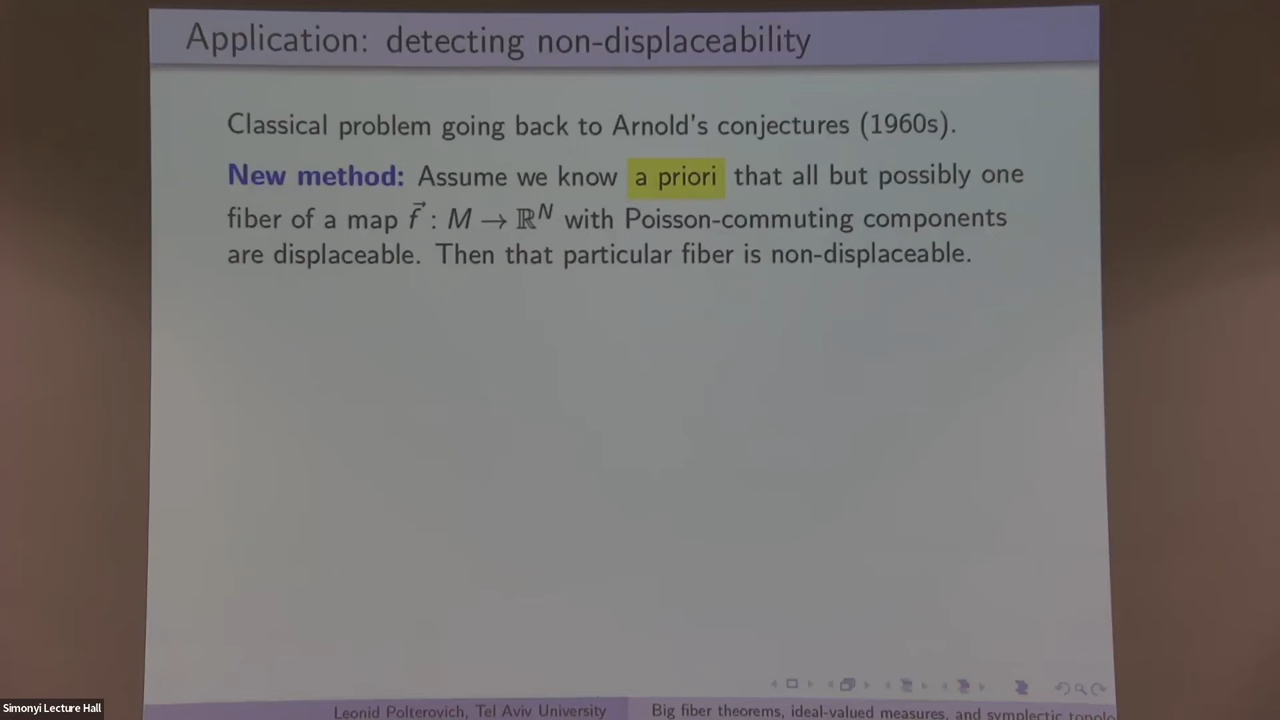 Application: detecting non-displaceability
Classical problem going back to Arnold's conjectures (1960s).
New method: Assume we know a priori that all but possibly one
fiber of a map f⃗ : M → ℝᴺ with Poisson-commuting components
are displaceable. Then that particular fiber is non-displaceable.
Simonyi Lecture Hall
Leonid Polterovich, Tel Aviv University
Big fiber theorems, ideal-valued measures, and symplectic topolo